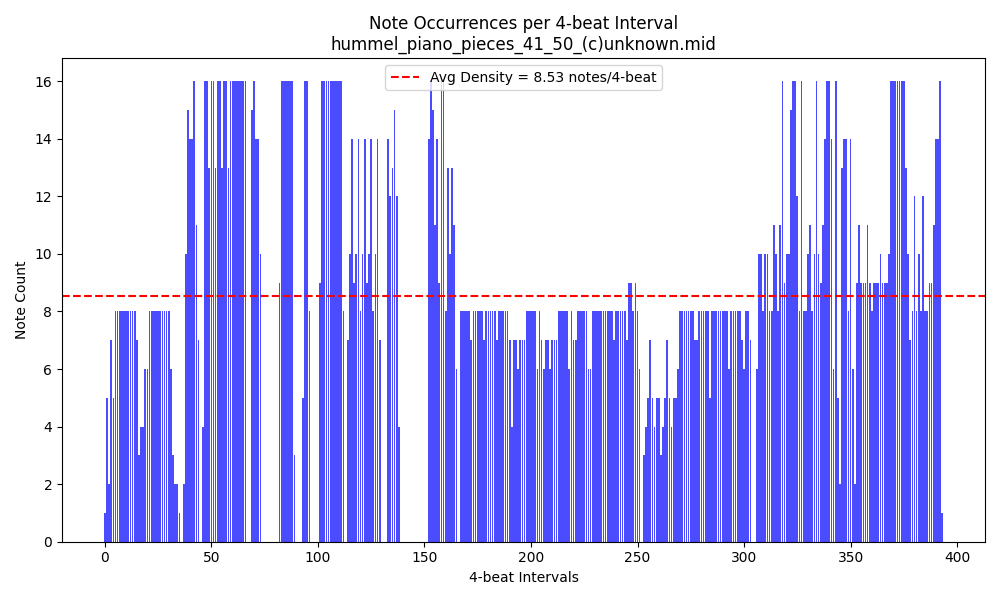 Note Occurrences per 4-beat Interval
hummel_piano_pieces_41_50_(c)unknown.mid
Avg Density = 8.53 notes/4-beat
Note Count
16
14
12
10
8
6
4
2
0
0 50 100 150 200 250 300 350 400
4-beat Intervals